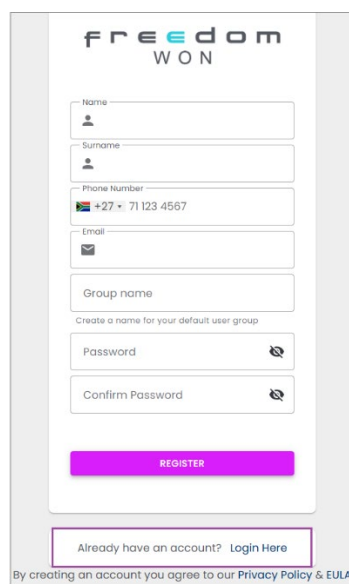 freedom
WON
Name
Surname
Phone Number
+27 71 123 4567
Email
Group name
Create a name for your default user group
Password
Confirm Password
REGISTER
Already have an account? Login Here
By creating an account you agree to our Privacy Policy & EULA